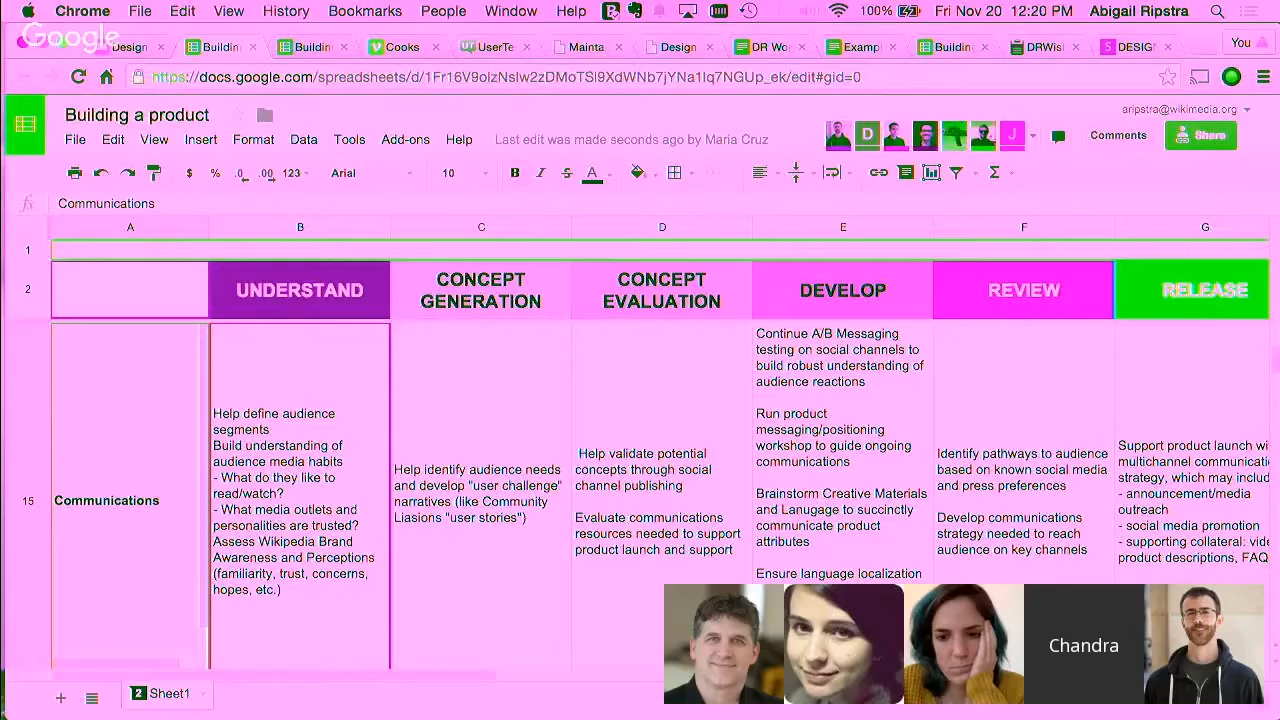 Chrome File Edit View History Bookmarks People Window Help 100% Fri Nov 20 12:20 PM Abigail Ripstra
Google
Design Buildin Buildin Cooks UserTe Mainta Design DR Wo Examp Buildin DRWis DESIG You
docs.google.com/spreadsheets/d/
/edit#gid=0
Building a product
aripstra@wikimedia.org
File Edit View Insert Format Data Tools Add-ons Help Last edit was made seconds ago by Maria Cruz
D J Comments Share
$ % .0 .00 123 Arial 10 B I S A Σ
fx Communications
A B C D E F G
1
2
UNDERSTAND
CONCEPT
GENERATION
CONCEPT
EVALUATION
DEVELOP
REVIEW
RELEASE
15
Communications
Help define audience
segments
Build understanding of
audience media habits
- What do they like to
read/watch?
- What media outlets and
personalities are trusted?
Assess Wikipedia Brand
Awareness and Perceptions
(familiarity, trust, concerns,
hopes, etc.)
Help identify audience needs
and develop "user challenge"
narratives (like Community
Liasions "user stories")
Help validate potential
concepts through social
channel publishing
Evaluate communications
resources needed to support
product launch and support
Continue A/B Messaging
testing on social channels to
build robust understanding of
audience reactions
Run product
messaging/positioning
workshop to guide ongoing
communications
Brainstorm Creative Materials
and Lanugage to succinctly
communicate product
attributes
Ensure language localization
Identify pathways to audience
based on known social media
and press preferences
Develop communications
strategy needed to reach
audience on key channels
Support product launch wi
multichannel communicati
strategy, which may includ
- announcement/media
outreach
- social media promotion
- supporting collateral: vide
product descriptions, FAQ
Chandra
2 Sheet1